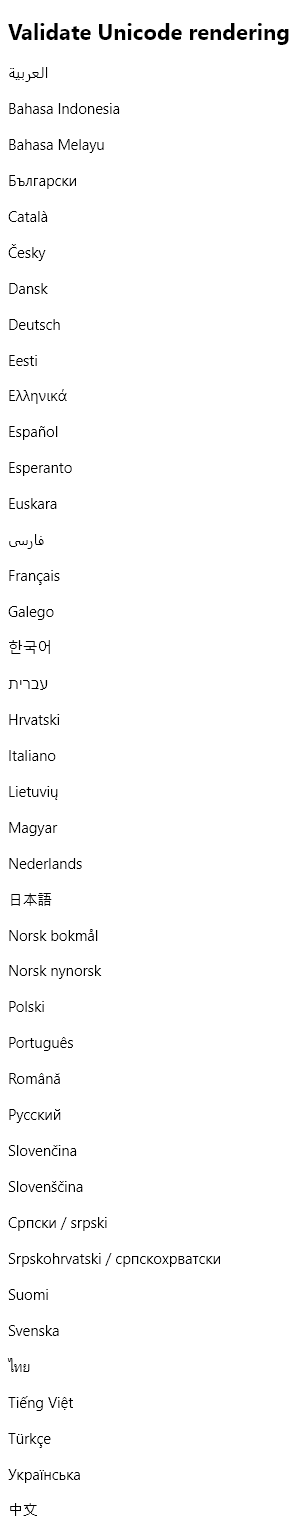 Validate Unicode rendering
العربية
Bahasa Indonesia
Bahasa Melayu
Български
Català
Česky
Dansk
Deutsch
Eesti
Ελληνικά
Español
Esperanto
Euskara
فارسی
Français
Galego
한국어
עברית
Hrvatski
Italiano
Lietuvių
Magyar
Nederlands
日本語
Norsk bokmål
Norsk nynorsk
Polski
Português
Română
Русский
Slovenčina
Slovenščina
Српски / srpski
Srpskohrvatski / српскохрватски
Suomi
Svenska
ไทย
Tiếng Việt
Türkçe
Українська
中文